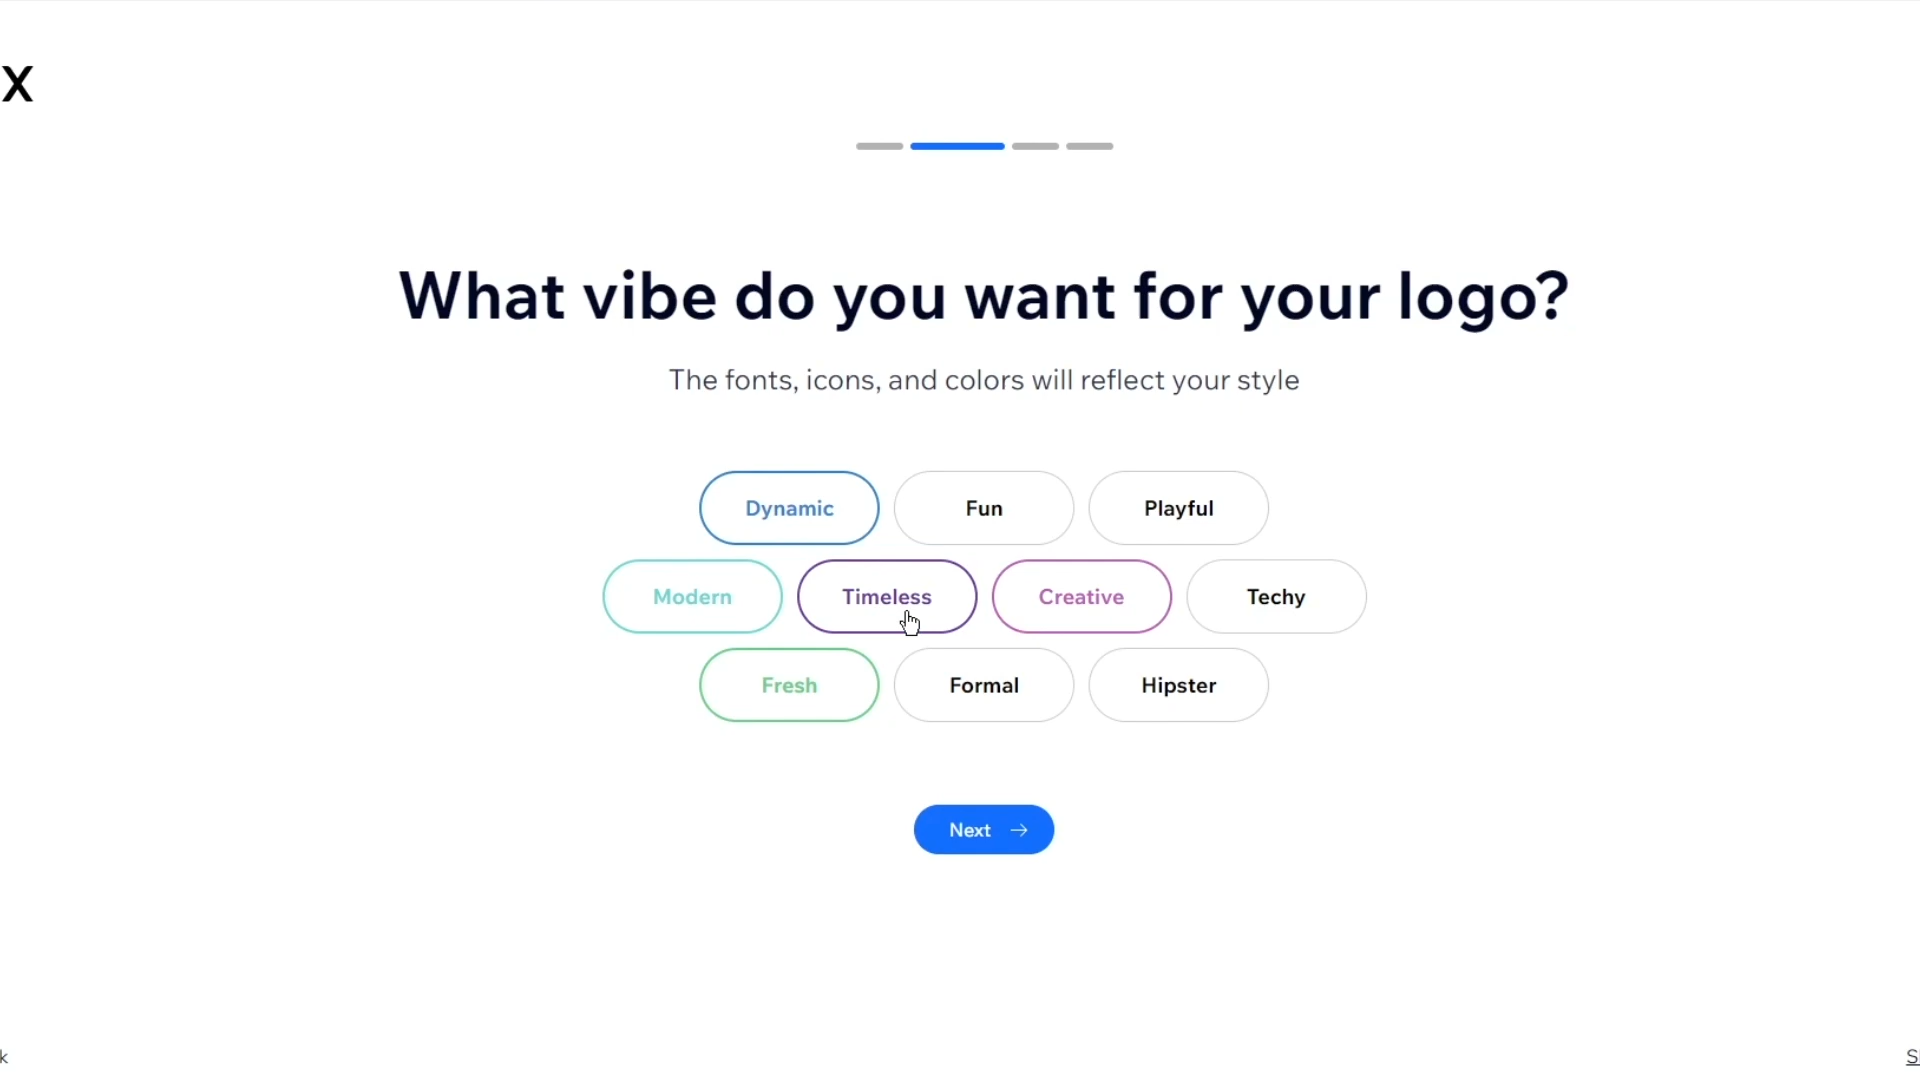 X
What vibe do you want for your logo?
The fonts, icons, and colors will reflect your style
Dynamic Fun Playful
Modern Timeless Creative Techy
Fresh Formal Hipster
Next
k